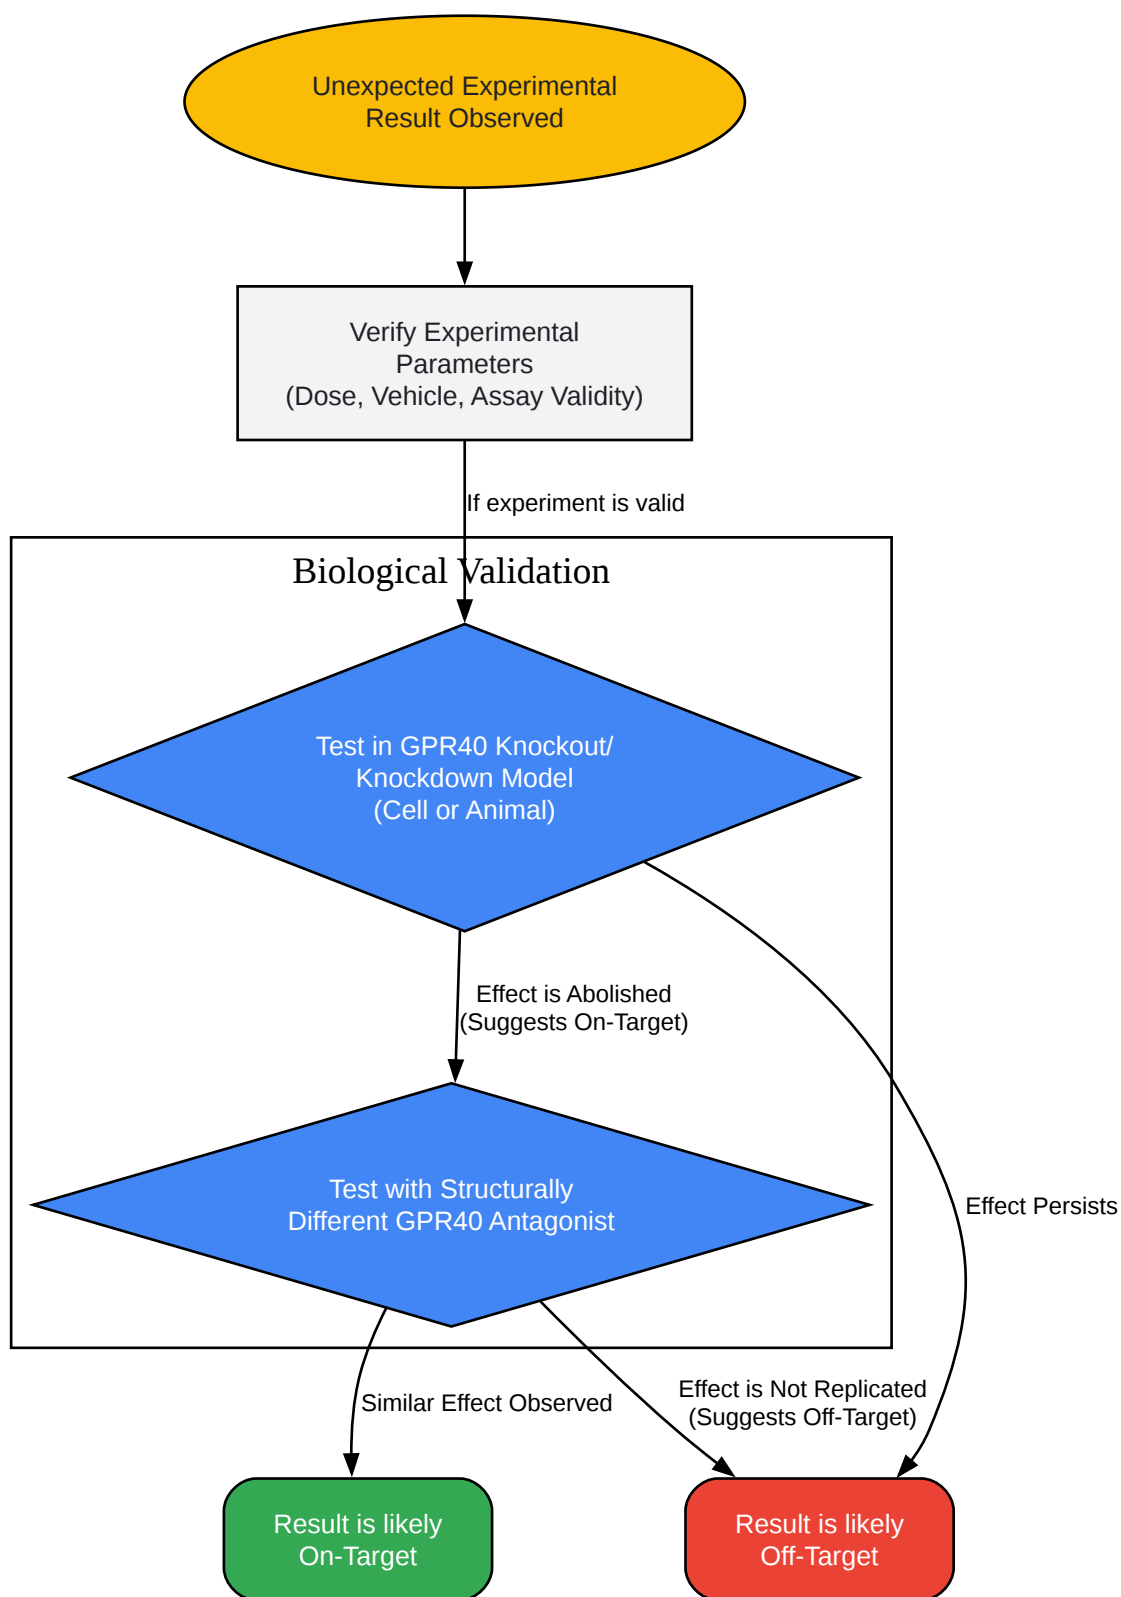 Unexpected Experimental
Result Observed
Verify Experimental
Parameters
(Dose, Vehicle, Assay Validity)
If experiment is valid
Biological Validation
Test in GPR40 Knockout/
Knockdown Model
(Cell or Animal)
Effect is Abolished
(Suggests On-Target)
Test with Structurally
Different GPR40 Antagonist
Effect Persists
Similar Effect Observed
Effect is Not Replicated
(Suggests Off-Target)
Result is likely
On-Target
Result is likely
Off-Target